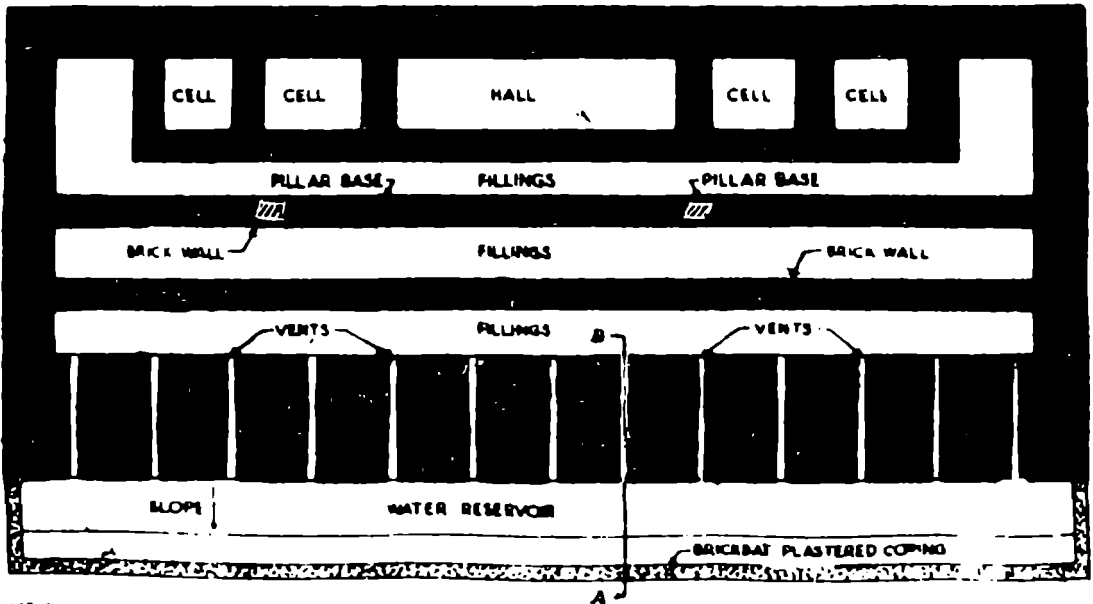 CELL CELL HALL CELL CELL
PILLAR BASE FILLINGS PILLAR BASE
BRICK WALL FILLINGS BRICK WALL
VENTS FILLINGS B VENTS
SLOPE WATER RESERVOIR
BRICKBAT PLASTERED COPING
A